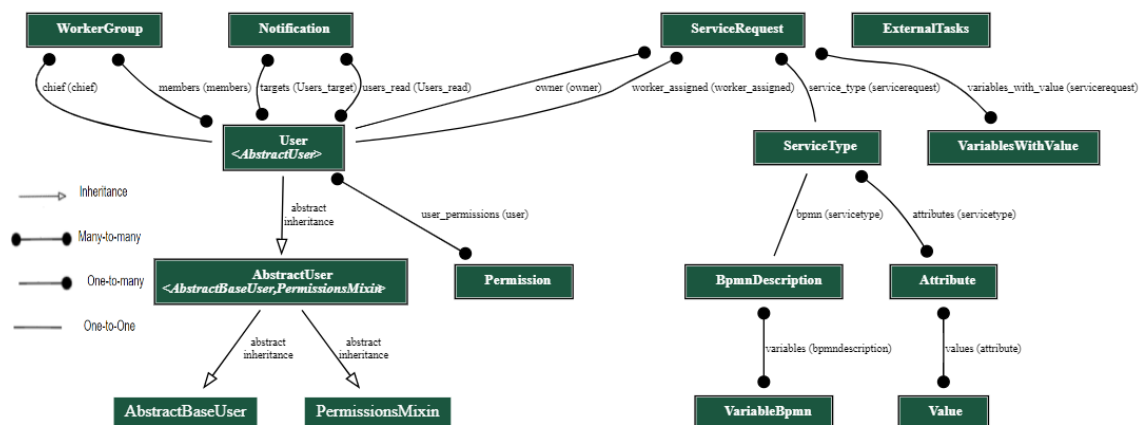 WorkerGroup
Notification
ServiceRequest
ExternalTasks
chief (chief)
members (members)
targets (Users_target)
users_read (Users_read)
owner (owner)
worker_assigned (worker_assigned)
service_type (servicerequest)
variables_with_value (servicerequest)
User
<AbstractUser>
ServiceType
VariablesWithValue
Inheritance
Many-to-many
One-to-many
One-to-One
abstract
inheritance
user_permissions (user)
bpmn (servicetype)
attributes (servicetype)
AbstractUser
<AbstractBaseUser,PermissionsMixin>
Permission
BpmnDescription
Attribute
abstract
inheritance
abstract
inheritance
variables (bpmndescription)
values (attribute)
AbstractBaseUser
PermissionsMixin
VariableBpmn
Value